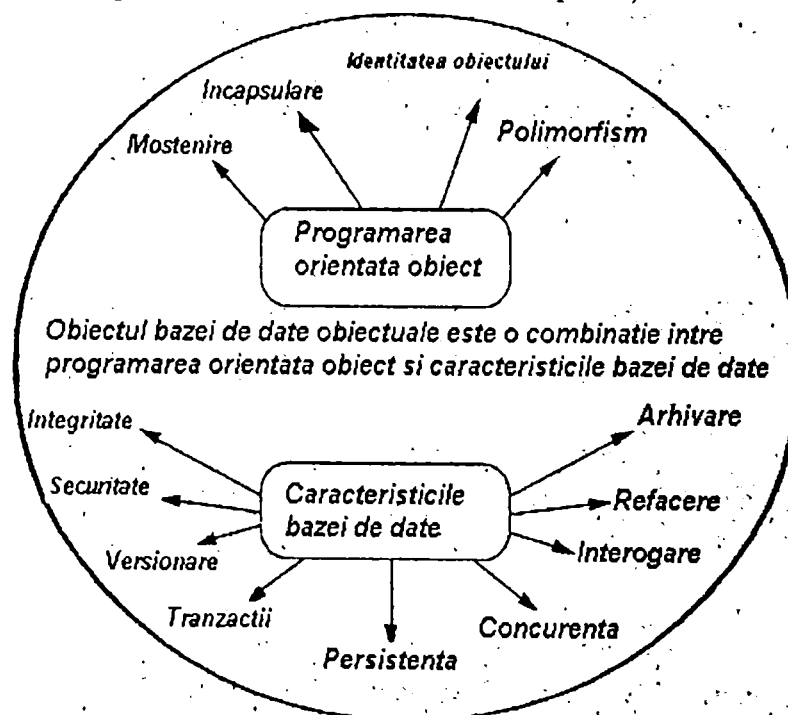 Identitatea obiectului
Incapsulare
Polimorfism
Mostenire
Programarea
orientata obiect
Obiectul bazei de date obiectuale este o combinatie intre
programarea orientata obiect si caracteristicile bazei de date
Integritate
Arhivare
Securitate
Caracteristicile
bazei de date
Refacere
Versionare
Interogare
Tranzactii
Concurenta
Persistenta